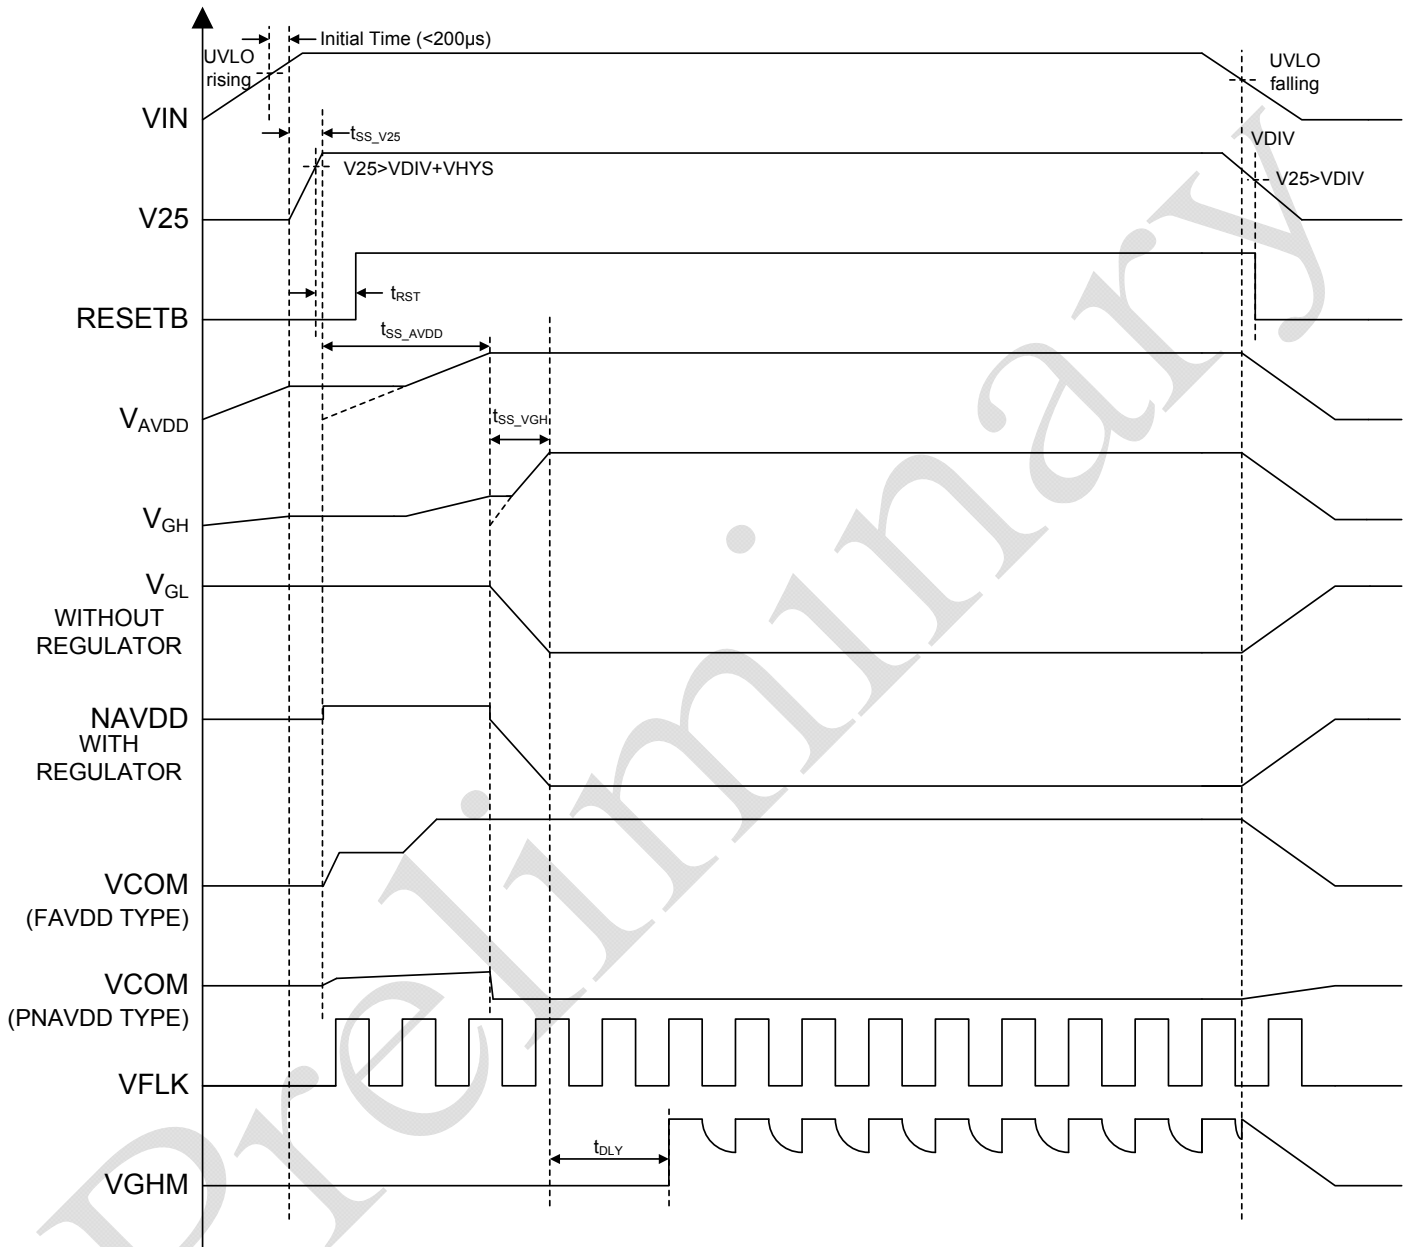 Initial Time (<200µs)
UVLO
rising
UVLO
falling
VIN
tSS_V25
VDIV
V25>VDIV+VHYS
V25>VDIV
V25
tRST
RESETB
tSS_AVDD
VAVDD
tSS_VGH
VGH
VGL
WITHOUT
REGULATOR
NAVDD
WITH
REGULATOR
VCOM
(FAVDD TYPE)
VCOM
(PNAVDD TYPE)
VFLK
tDLY
VGHM
Preliminary